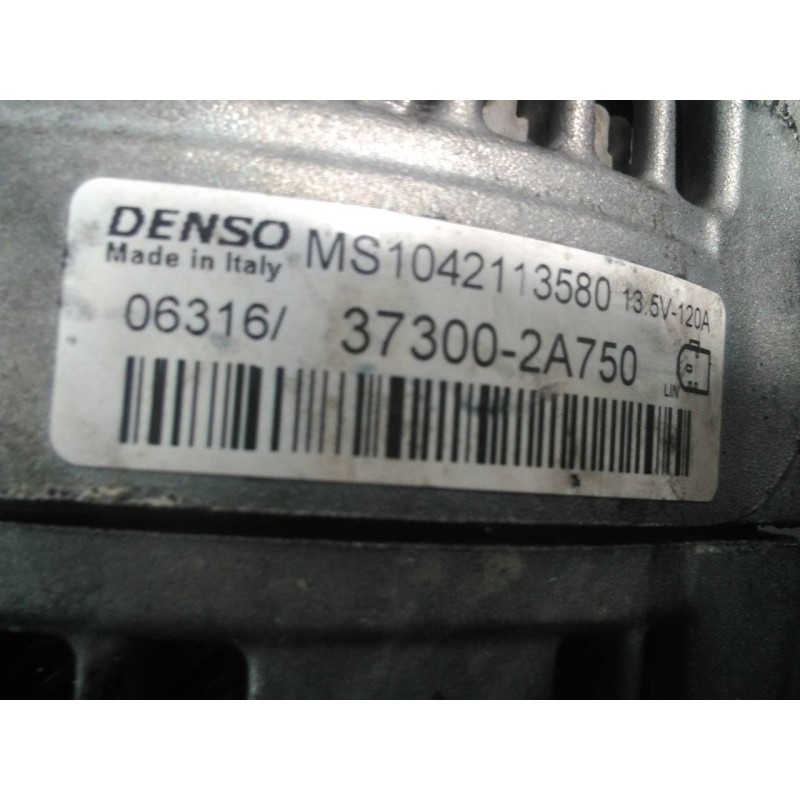 DENSO MS1042113580 13.5V-120A
Made in Italy
06316/ 37300-2A750
LIN